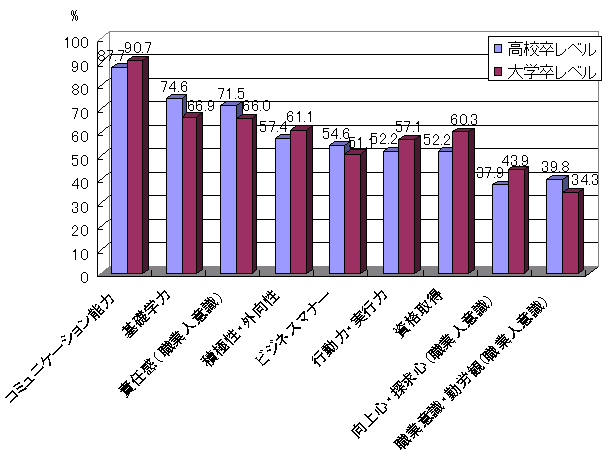 %
高校卒レベル
大学卒レベル
100
90
80
70
60
50
40
30
20
10
0
87.7 90.7
74.6 66.9
71.5 66.0
57.4 61.1
54.6 51.1
52.2 57.1
52.2 60.3
37.9 43.9
39.8 34.3
コミュニケーション能力
基礎学力
責任感(職業人意識)
積極性・外向性
ビジネスマナー
行動力・実行力
資格取得
向上心・探求心(職業人意識)
職業意識・勤労観(職業人意識)